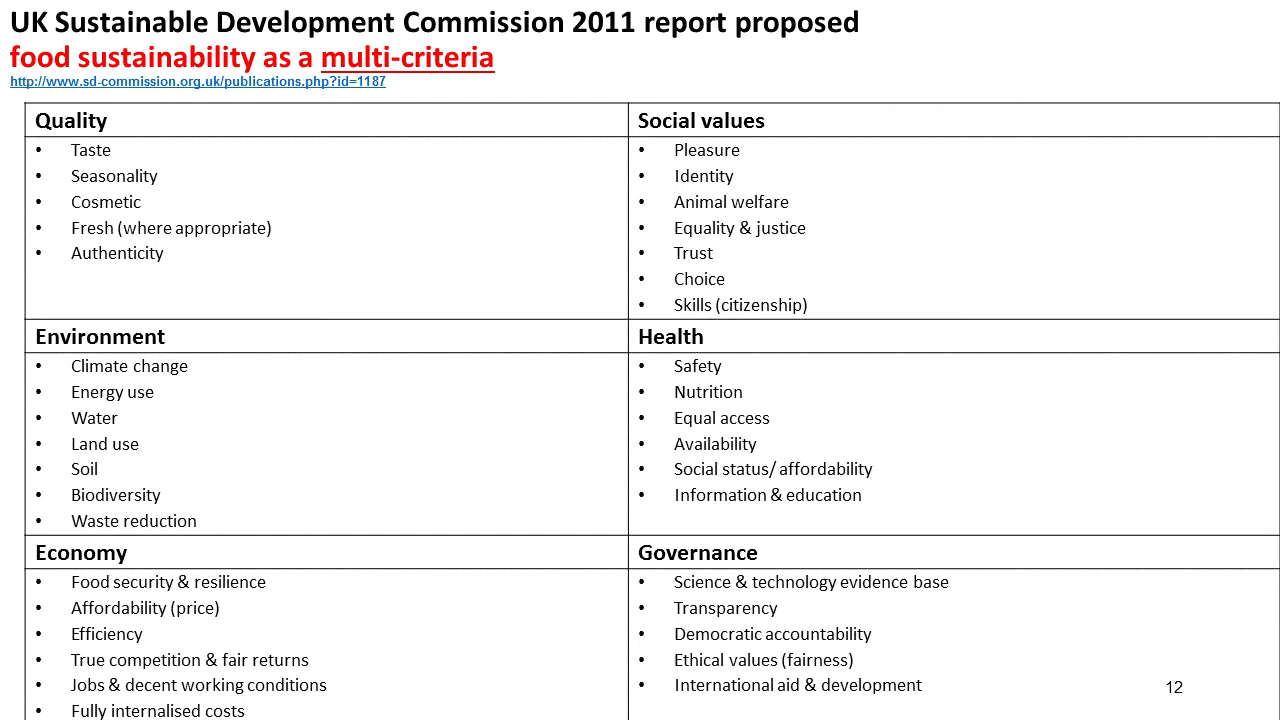 UK Sustainable Development Commission 2011 report proposed
food sustainability as a multi-criteria
http://www.sd-commission.org.uk/publications.php?id=1187
Quality
• Taste
• Seasonality
• Cosmetic
• Fresh (where appropriate)
• Authenticity
Social values
• Pleasure
• Identity
• Animal welfare
• Equality & justice
• Trust
• Choice
• Skills (citizenship)
Environment
• Climate change
• Energy use
• Water
• Land use
• Soil
• Biodiversity
• Waste reduction
Health
• Safety
• Nutrition
• Equal access
• Availability
• Social status/ affordability
• Information & education
Economy
• Food security & resilience
• Affordability (price)
• Efficiency
• True competition & fair returns
• Jobs & decent working conditions
• Fully internalised costs
Governance
• Science & technology evidence base
• Transparency
• Democratic accountability
• Ethical values (fairness)
• International aid & development
12